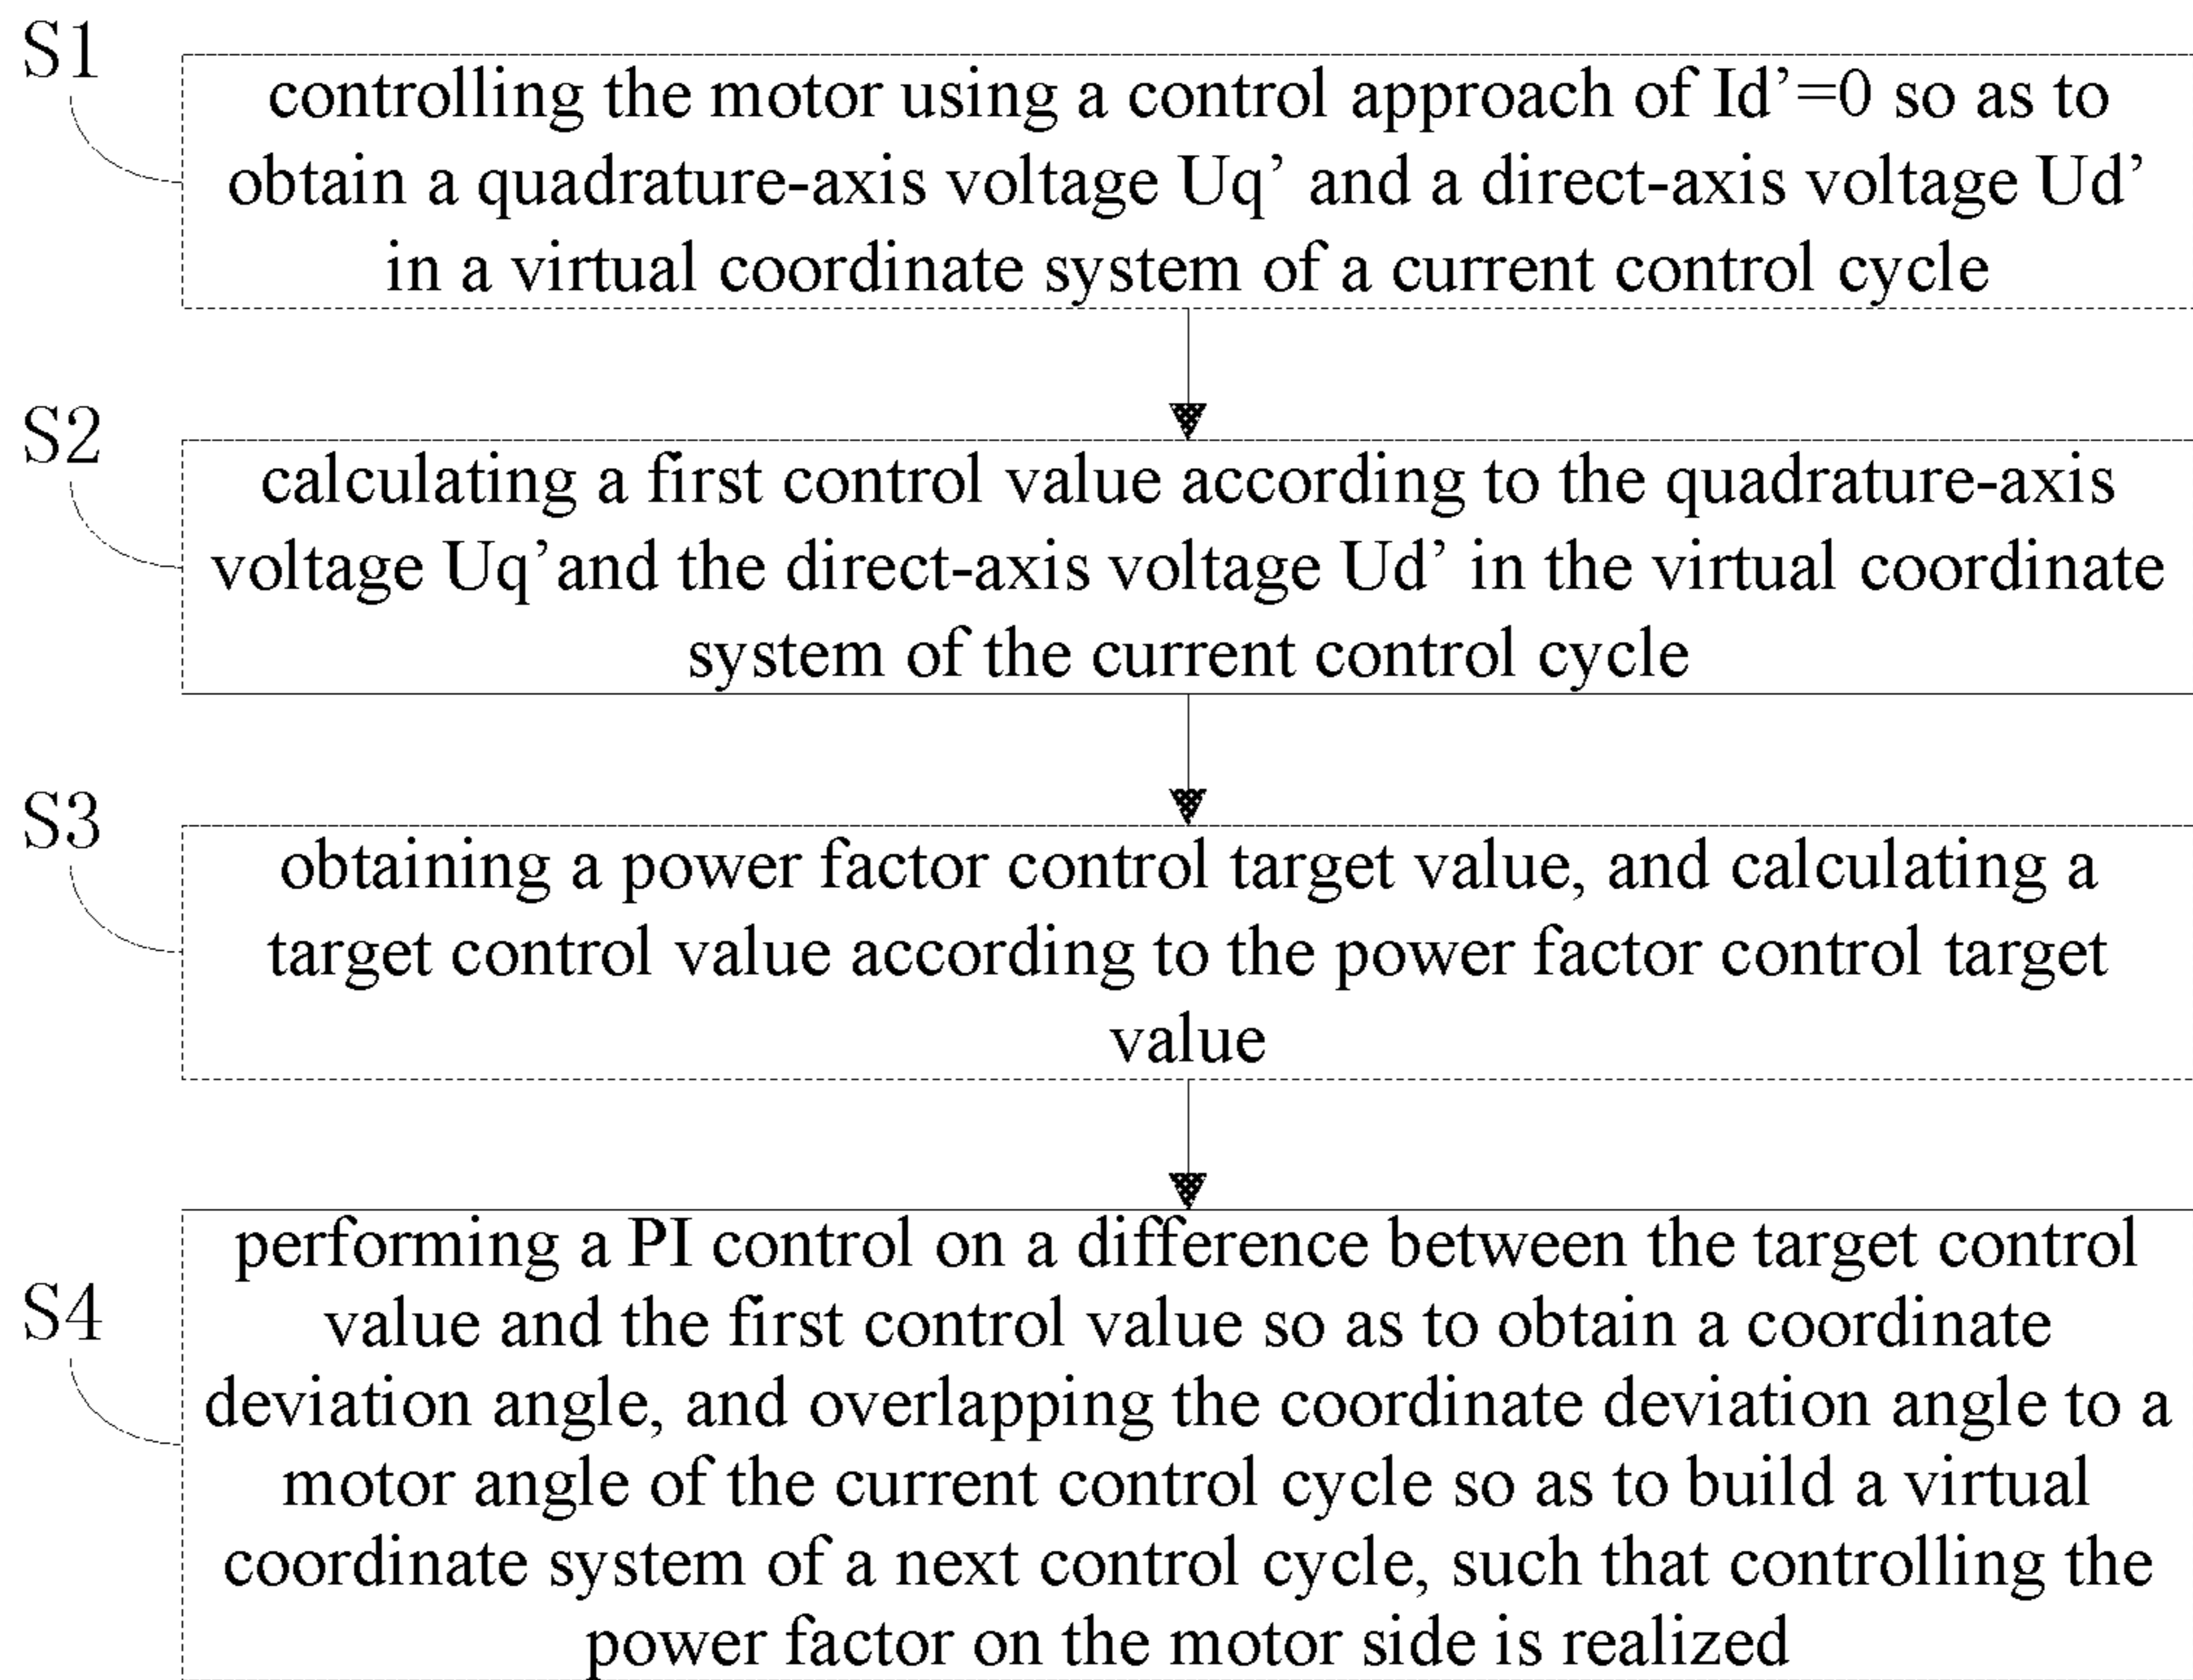 S1
controlling the motor using a control approach of Id’=0 so as to
obtain a quadrature-axis voltage Uq’ and a direct-axis voltage Ud’
in a virtual coordinate system of a current control cycle
S2
calculating a first control value according to the quadrature-axis
voltage Uq’and the direct-axis voltage Ud’ in the virtual coordinate
system of the current control cycle
S3
obtaining a power factor control target value, and calculating a
target control value according to the power factor control target
value
S4
performing a PI control on a difference between the target control
value and the first control value so as to obtain a coordinate
deviation angle, and overlapping the coordinate deviation angle to a
motor angle of the current control cycle so as to build a virtual
coordinate system of a next control cycle, such that controlling the
power factor on the motor side is realized